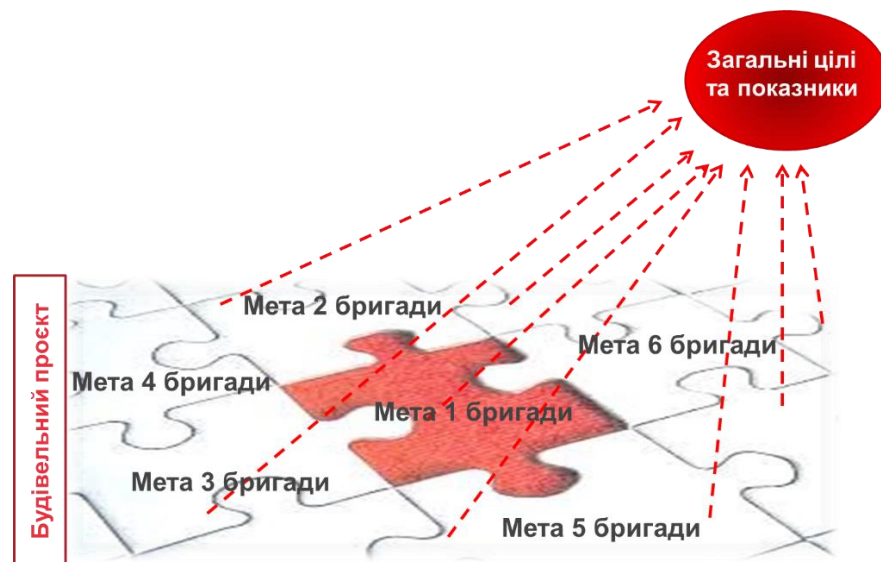 Загальні цілі
та показники
Будівельний проєкт
Мета 2 бригади
Мета 6 бригади
Мета 4 бригади
Мета 1 бригади
Мета 3 бригади
Мета 5 бригади